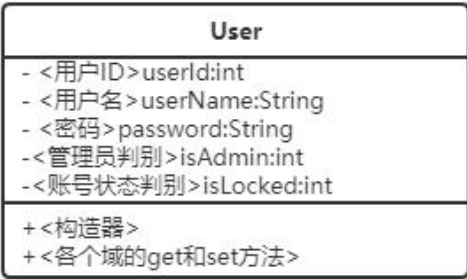 User
- <用户ID>userId:int
- <用户名>userName:String
- <密码>password:String
-<管理员判别>isAdmin:int
-<账号状态判别>isLocked:int
+<构造器>
+<各个域的get和set方法>